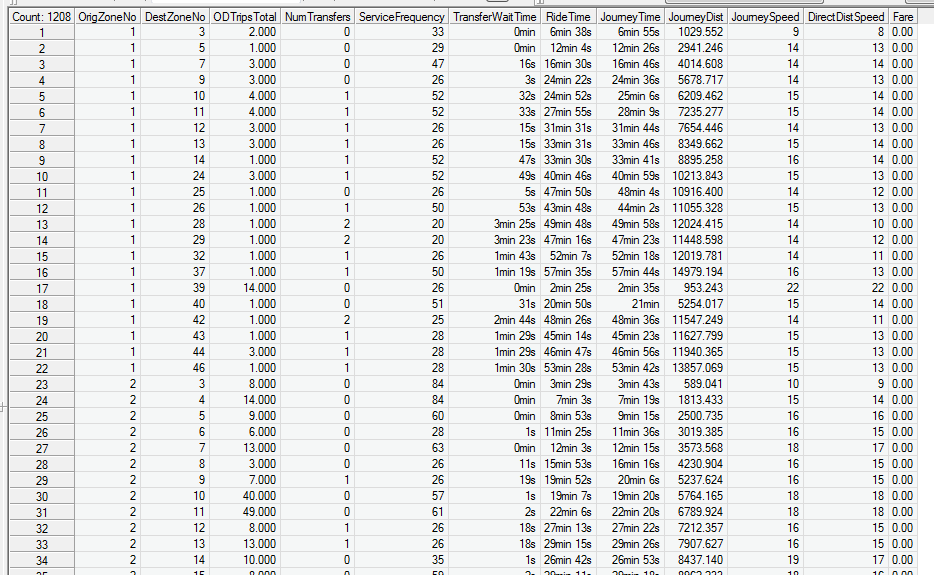 Count: 1208 OrigZoneNo DestZoneNo ODTripsTotal NumTransfers ServiceFrequency TransferWaitTime RideTime JourneyTime JourneyDist JourneySpeed DirectDistSpeed Fare
1 1 3 2.000 0 33 0min 6min 38s 6min 55s 1029.552 9 8 0.00
2 1 5 1.000 0 29 0min 12min 4s 12min 26s 2941.246 14 13 0.00
3 1 7 3.000 0 47 16s 16min 30s 16min 46s 4014.608 14 14 0.00
4 1 9 3.000 0 26 3s 24min 22s 24min 36s 5678.717 14 13 0.00
5 1 10 4.000 1 52 32s 24min 52s 25min 6s 6209.462 15 14 0.00
6 1 11 4.000 1 52 33s 27min 55s 28min 9s 7235.277 15 14 0.00
7 1 12 3.000 1 26 15s 31min 31s 31min 44s 7654.446 14 13 0.00
8 1 13 3.000 1 26 15s 33min 31s 33min 46s 8349.662 15 14 0.00
9 1 14 1.000 1 52 47s 33min 30s 33min 41s 8895.258 16 14 0.00
10 1 24 3.000 1 52 49s 40min 46s 40min 59s 10213.843 15 13 0.00
11 1 25 1.000 0 26 5s 47min 50s 48min 4s 10916.400 14 12 0.00
12 1 26 1.000 1 50 53s 43min 48s 44min 2s 11055.328 15 13 0.00
13 1 28 1.000 2 20 3min 25s 49min 48s 49min 58s 12024.415 14 10 0.00
14 1 29 1.000 2 20 3min 23s 47min 16s 47min 23s 11448.598 14 12 0.00
15 1 32 1.000 1 26 1min 43s 52min 7s 52min 18s 12019.781 14 11 0.00
16 1 37 1.000 1 50 1min 19s 57min 35s 57min 44s 14979.194 16 13 0.00
17 1 39 14.000 0 26 0min 2min 25s 2min 35s 953.243 22 22 0.00
18 1 40 1.000 0 51 31s 20min 50s 21min 5254.017 15 14 0.00
19 1 42 1.000 2 25 2min 44s 48min 26s 48min 36s 11547.249 14 11 0.00
20 1 43 1.000 1 28 1min 29s 45min 14s 45min 23s 11627.799 15 13 0.00
21 1 44 3.000 1 28 1min 29s 46min 47s 46min 56s 11940.365 15 13 0.00
22 1 46 1.000 1 28 1min 30s 53min 28s 53min 42s 13857.069 15 12 0.00
23 2 3 8.000 0 84 0min 3min 29s 3min 43s 589.041 10 9 0.00
24 2 4 14.000 0 84 0min 7min 3s 7min 19s 1813.433 15 14 0.00
25 2 5 9.000 0 60 0min 8min 53s 9min 15s 2500.735 16 16 0.00
26 2 6 6.000 0 28 1s 11min 25s 11min 36s 3019.385 16 15 0.00
27 2 7 13.000 0 63 0min 12min 3s 12min 15s 3573.568 18 17 0.00
28 2 8 3.000 0 26 11s 15min 53s 16min 16s 4230.904 16 15 0.00
29 2 9 7.000 1 26 19s 19min 52s 20min 6s 5237.624 16 15 0.00
30 2 10 40.000 0 57 1s 19min 7s 19min 20s 5764.165 18 18 0.00
31 2 11 49.000 0 61 2s 22min 6s 22min 20s 6789.924 18 18 0.00
32 2 12 8.000 1 26 18s 27min 13s 27min 22s 7212.357 16 15 0.00
33 2 13 13.000 1 26 18s 29min 15s 29min 26s 7907.627 16 15 0.00
34 2 14 10.000 0 35 1s 26min 42s 26min 53s 8437.140 19 17 0.00